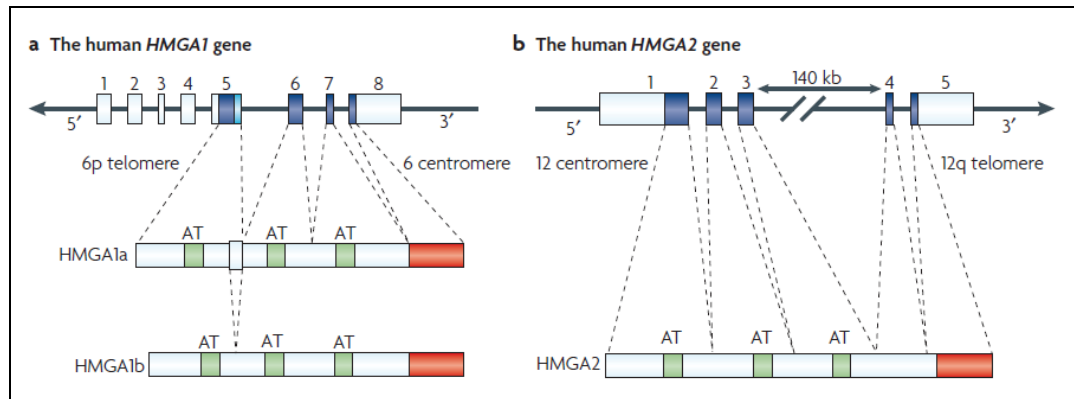 a The human HMGA1 gene
1 2 3 4 5 6 7 8
5′ 3′
6p telomere 6 centromere
AT AT AT
HMGA1a
AT AT AT
HMGA1b
b The human HMGA2 gene
140 kb
1 2 3 4 5
5′ 3′
12 centromere 12q telomere
AT AT AT
HMGA2